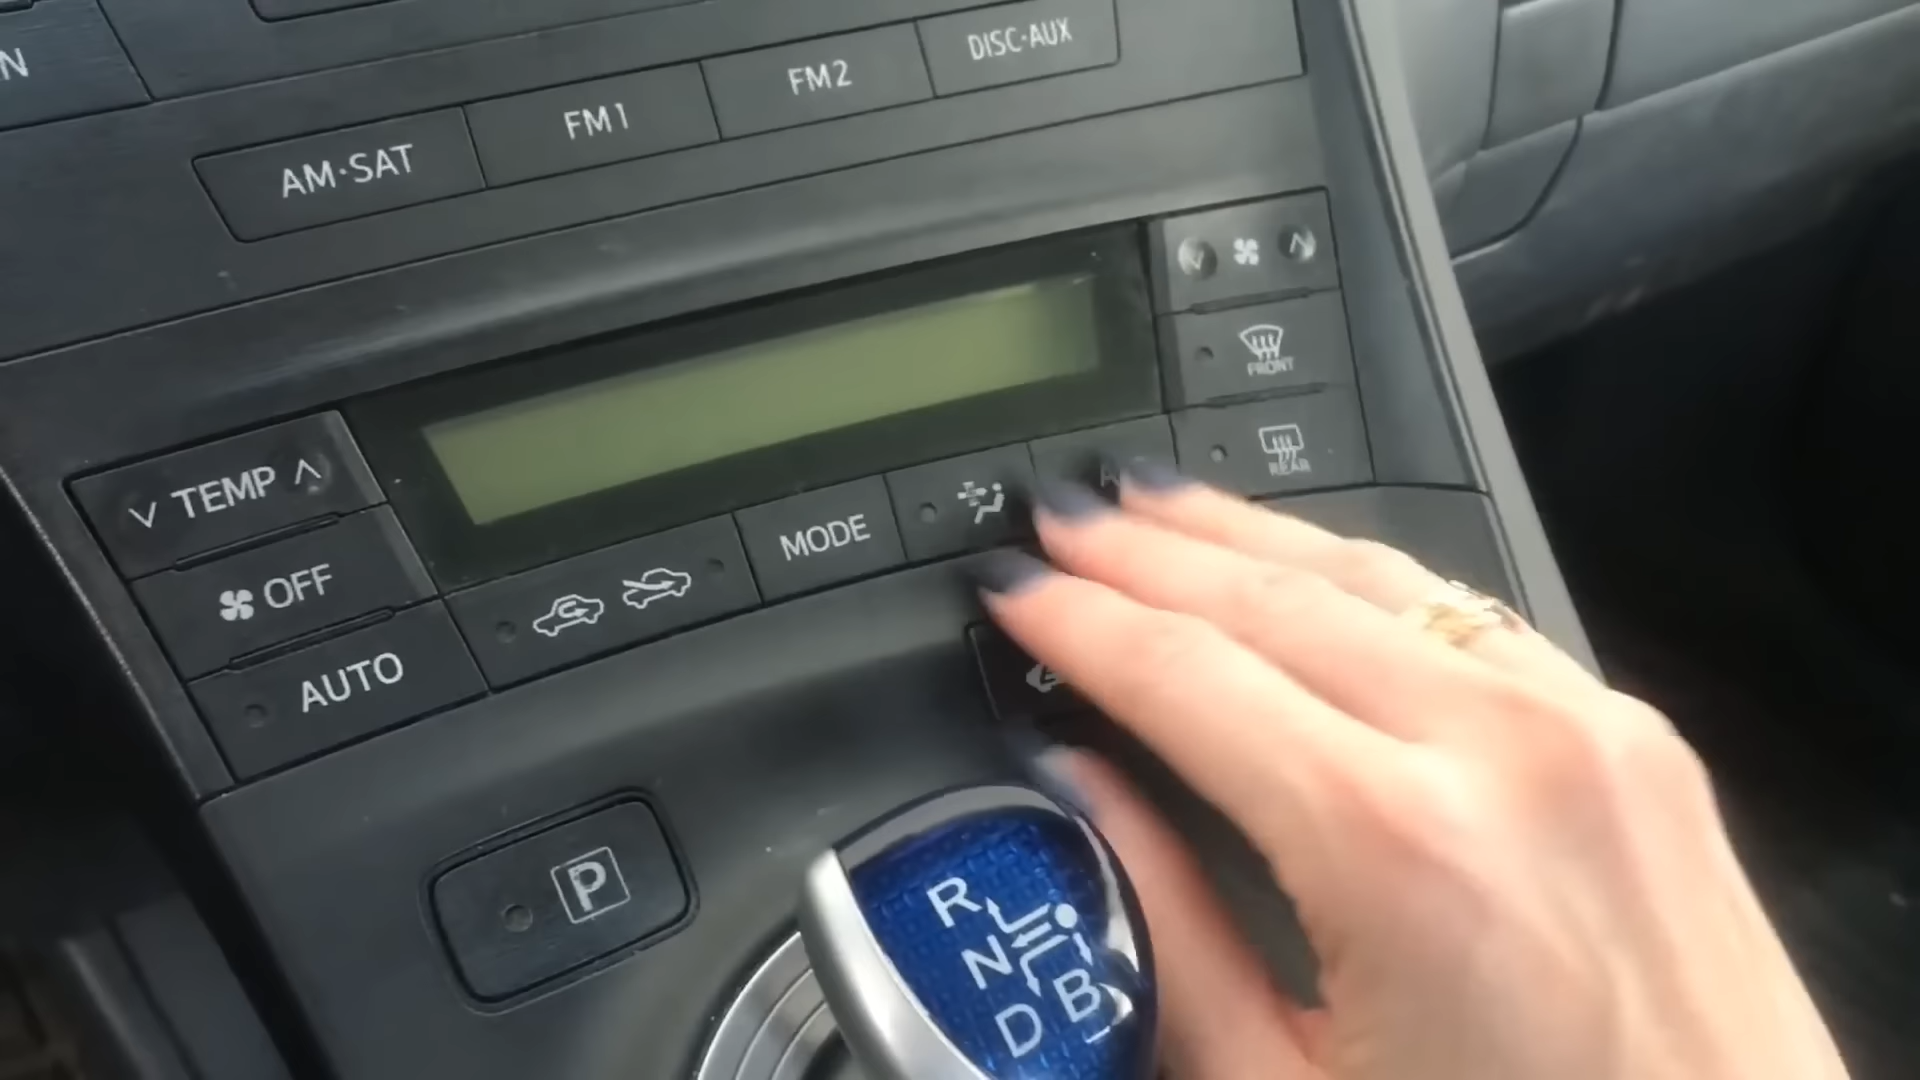 N
AM·SAT
FM1
FM2
DISC·AUX
TEMP
OFF
AUTO
MODE
FRONT
REAR
P
R
N
D
B